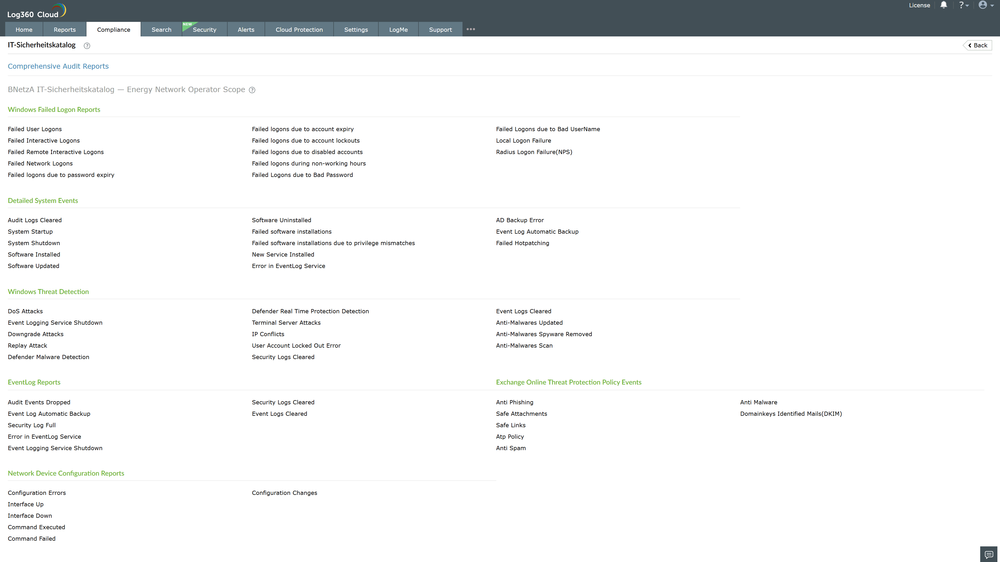 Log360 Cloud
License
?
Home
Reports
Compliance
Search
NEW
Security
Alerts
Cloud Protection
Settings
LogMe
Support
IT-Sicherheitskatalog
?
Back
Comprehensive Audit Reports
BNetzA IT-Sicherheitskatalog — Energy Network Operator Scope
?
Windows Failed Logon Reports
Failed User Logons
Failed Interactive Logons
Failed Remote Interactive Logons
Failed Network Logons
Failed logons due to password expiry
Failed logons due to account expiry
Failed logons due to account lockouts
Failed logons due to disabled accounts
Failed logons during non-working hours
Failed Logons due to Bad Password
Failed Logons due to Bad UserName
Local Logon Failure
Radius Logon Failure(NPS)
Detailed System Events
Audit Logs Cleared
System Startup
System Shutdown
Software Installed
Software Updated
Software Uninstalled
Failed software installations
Failed software installations due to privilege mismatches
New Service Installed
Error in EventLog Service
AD Backup Error
Event Log Automatic Backup
Failed Hotpatching
Windows Threat Detection
DoS Attacks
Event Logging Service Shutdown
Downgrade Attacks
Replay Attack
Defender Malware Detection
Defender Real Time Protection Detection
Terminal Server Attacks
IP Conflicts
User Account Locked Out Error
Security Logs Cleared
Event Logs Cleared
Anti-Malwares Updated
Anti-Malwares Spyware Removed
Anti-Malwares Scan
EventLog Reports
Audit Events Dropped
Event Log Automatic Backup
Security Log Full
Error in EventLog Service
Event Logging Service Shutdown
Security Logs Cleared
Event Logs Cleared
Exchange Online Threat Protection Policy Events
Anti Phishing
Safe Attachments
Safe Links
Atp Policy
Anti Spam
Anti Malware
Domainkeys Identified Mails(DKIM)
Network Device Configuration Reports
Configuration Errors
Interface Up
Interface Down
Command Executed
Command Failed
Configuration Changes